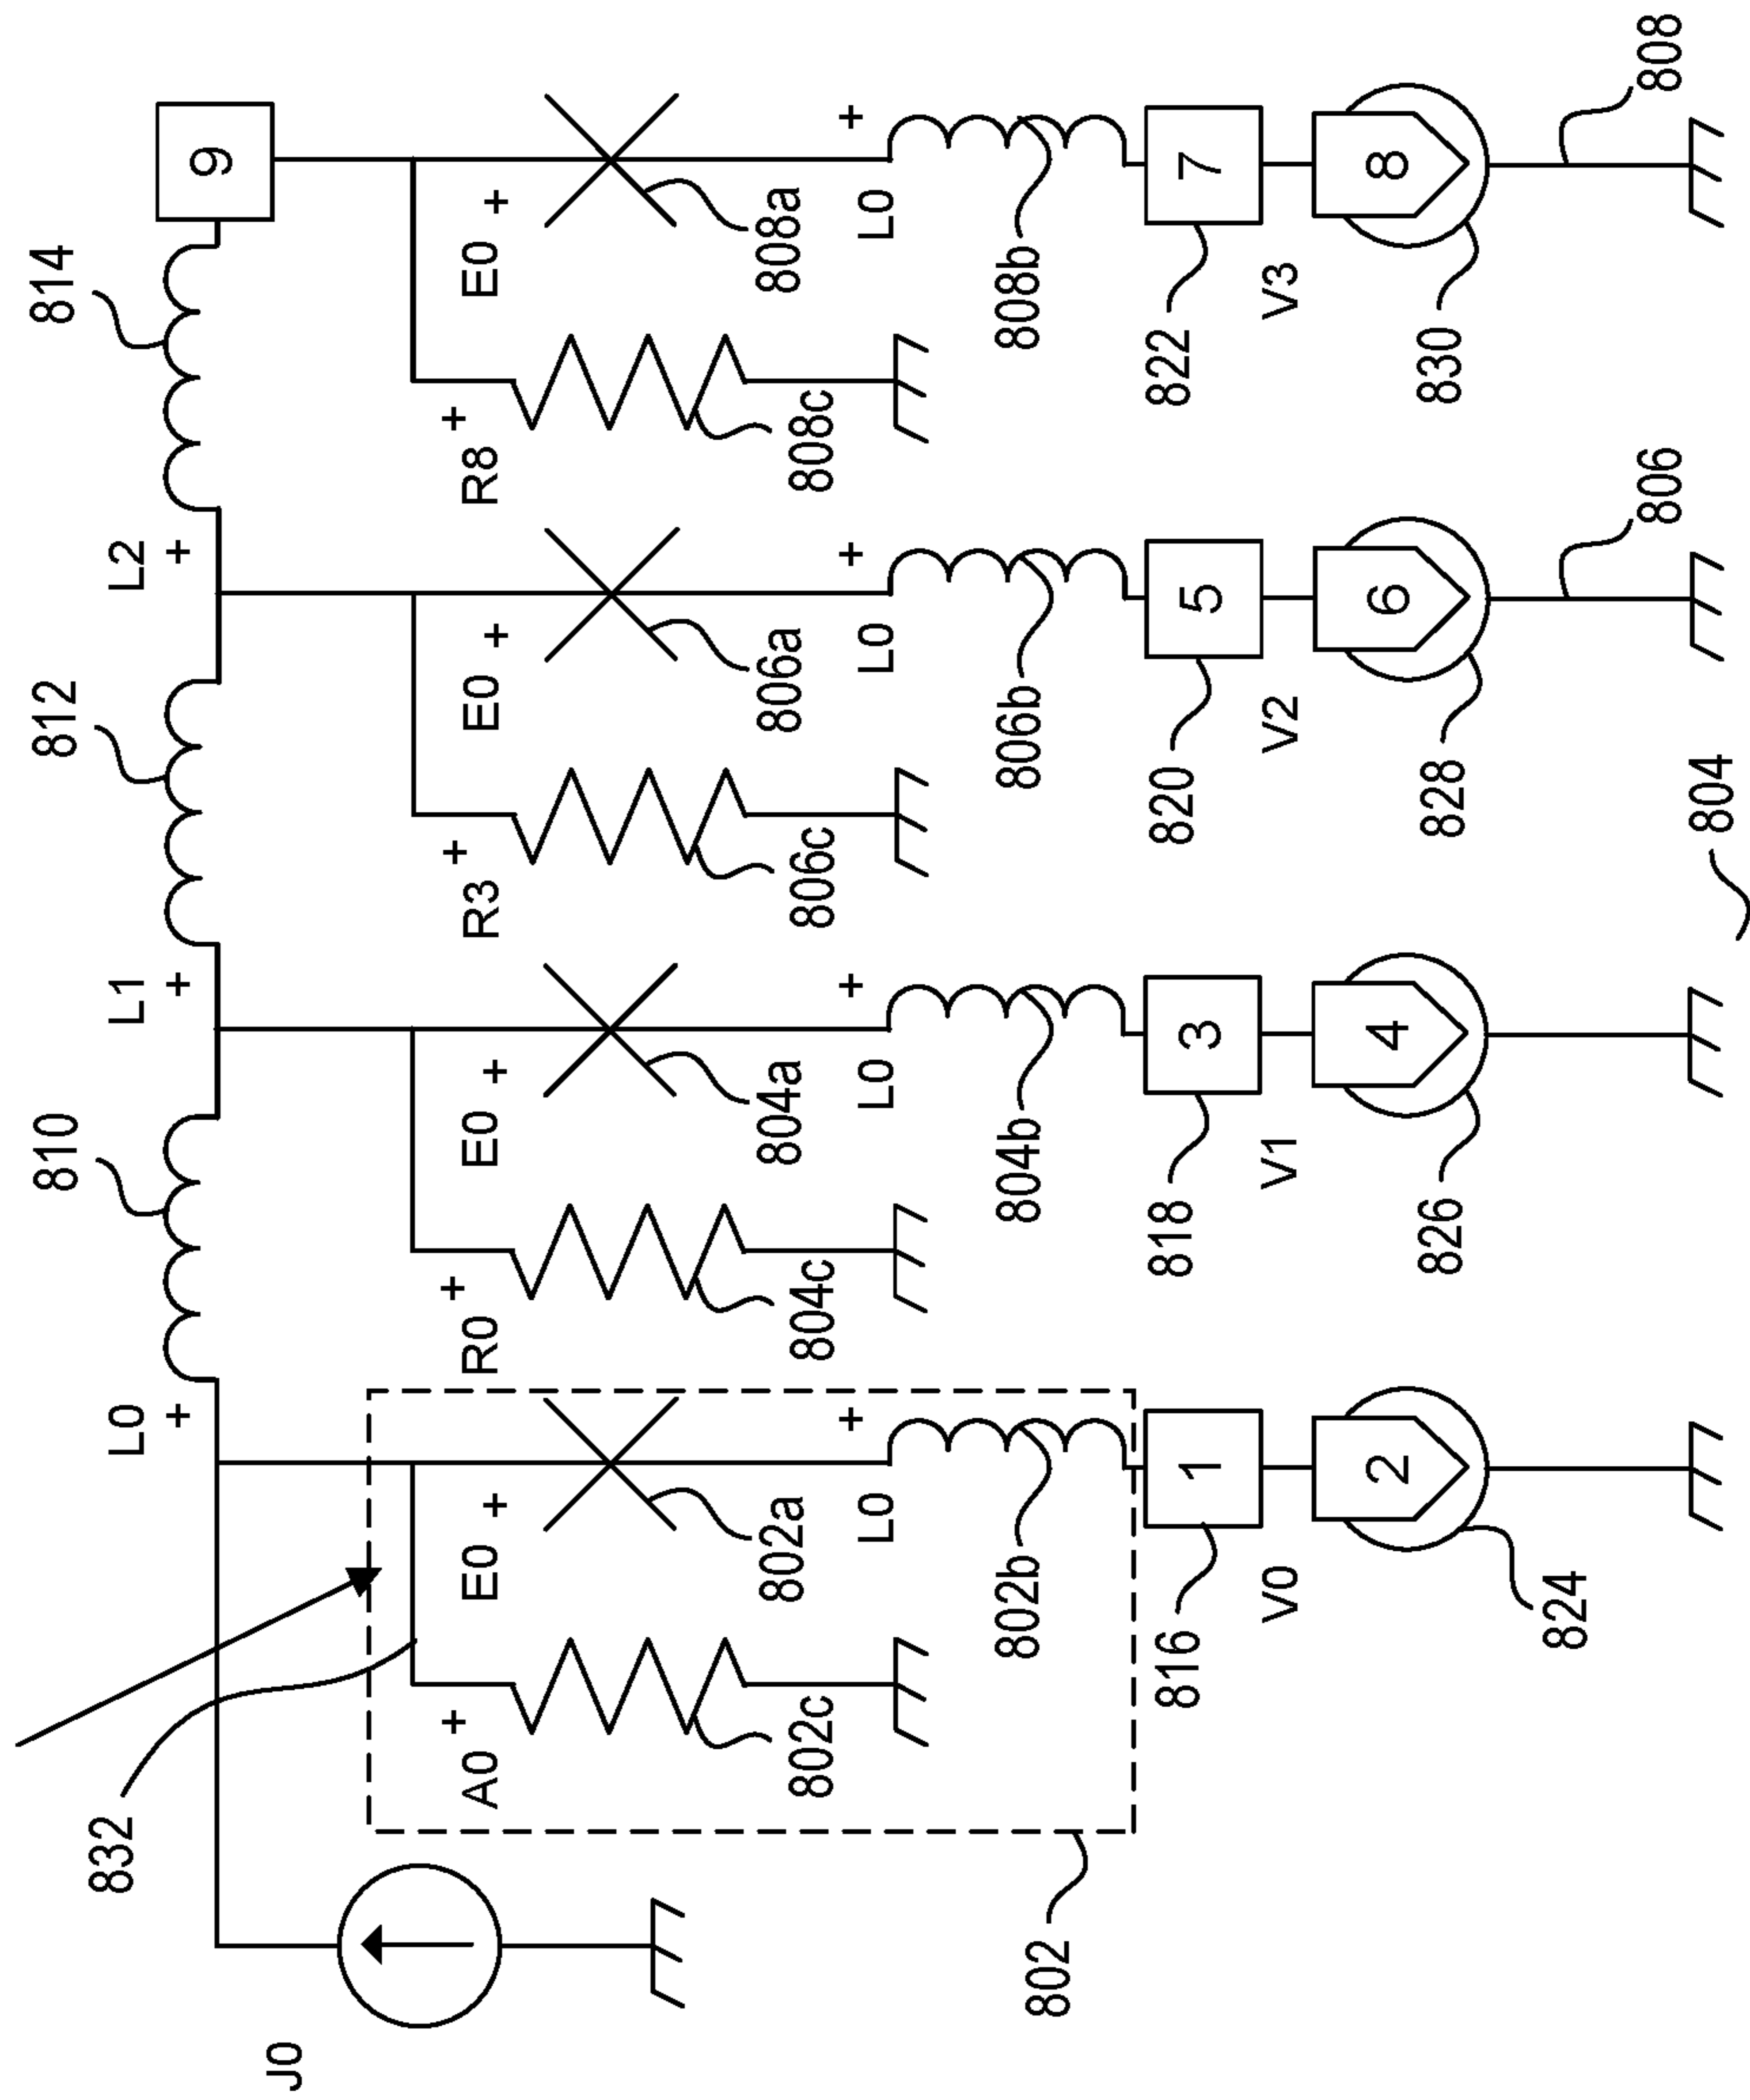 810
812
814
832
L0 +
L1 +
L2 +
9
J0
A0 +
E0 +
R0 +
E0 +
R3 +
E0 +
R8 +
E0 +
802a
804a
806a
808a
802c
804c
806c
808c
L0 +
L0 +
L0 +
L0 +
802b
804b
806b
808b
802
816
818
820
822
1
3
5
7
V0
V1
V2
V3
2
4
6
8
824
826
828
830
806
808
804